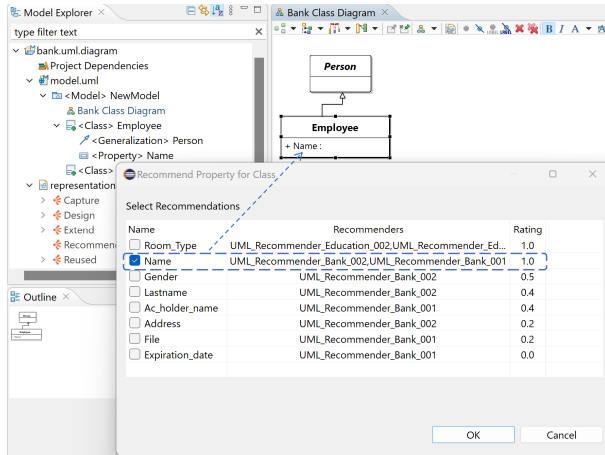 Model Explorer
type filter text
bank.uml.diagram
Project Dependencies
model.uml
<Model> NewModel
Bank Class Diagram
<Class> Employee
<Generalization> Person
<Property> Name
<Class>
representation
Capture
Design
Extend
Recommen
Reused
Outline
Bank Class Diagram
B I A
Person
Employee
+ Name :
Recommend Property for Class
Select Recommendations
Name Recommenders Rating
Room_Type UML_Recommender_Education_002,UML_Recommender_Ed... 1.0
Name UML_Recommender_Bank_002,UML_Recommender_Bank_001 1.0
Gender UML_Recommender_Bank_002 0.5
Lastname UML_Recommender_Bank_002 0.4
Ac_holder_name UML_Recommender_Bank_001 0.4
Address UML_Recommender_Bank_002 0.2
File UML_Recommender_Bank_001 0.2
Expiration_date UML_Recommender_Bank_001 0.0
OK Cancel